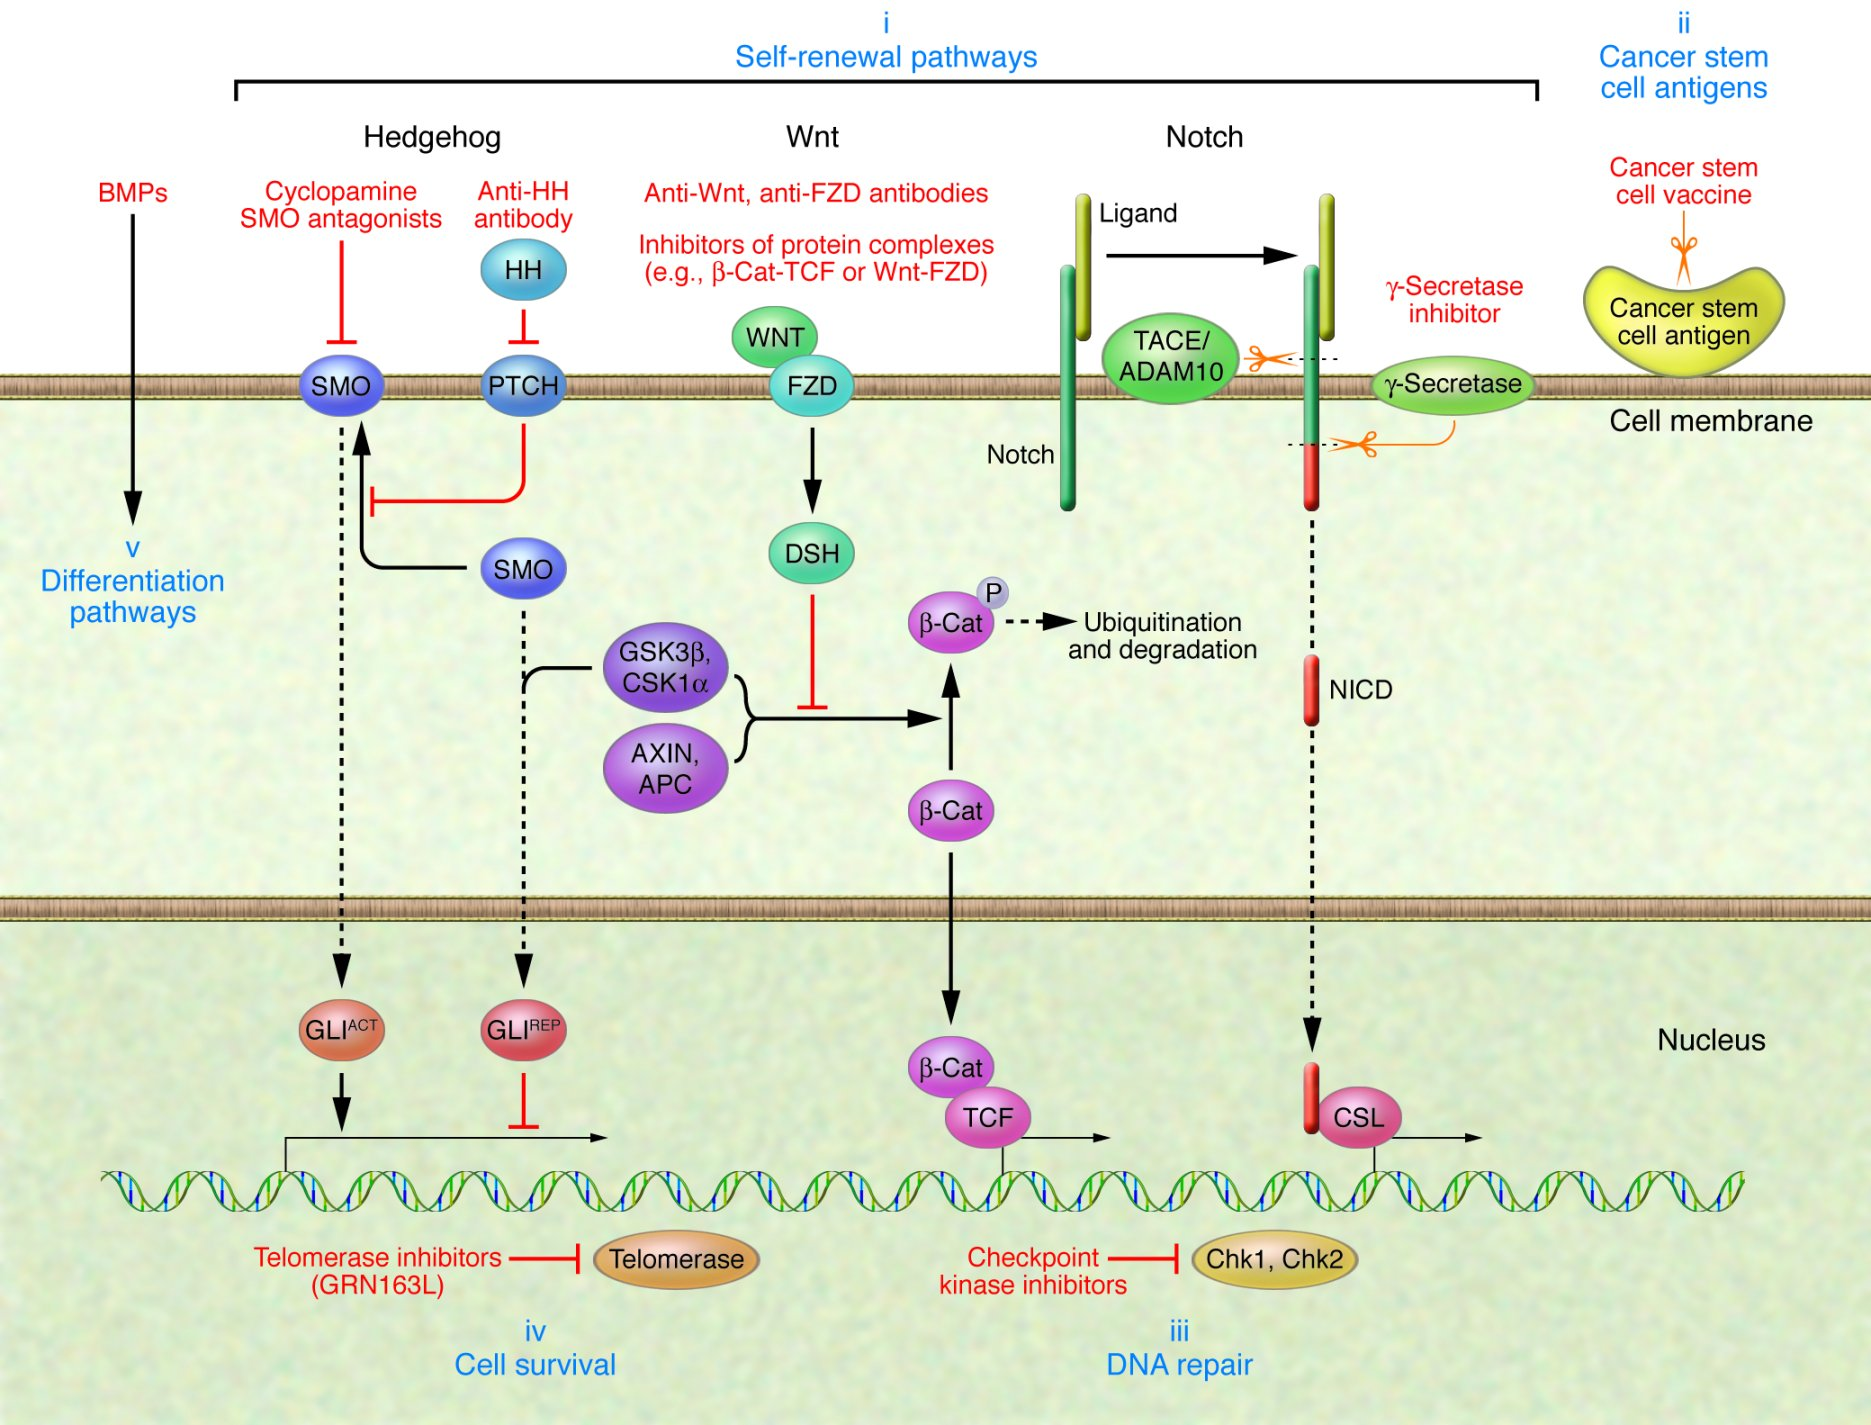 i
Self-renewal pathways
ii
Cancer stem
cell antigens
Hedgehog
Wnt
Notch
BMPs
Cyclopamine
SMO antagonists
Anti-HH
antibody
HH
Anti-Wnt, anti-FZD antibodies
Inhibitors of protein complexes
(e.g., β-Cat-TCF or Wnt-FZD)
Ligand
Cancer stem
cell vaccine
γ-Secretase
inhibitor
Cancer stem
cell antigen
WNT
TACE/
ADAM10
SMO
PTCH
FZD
γ-Secretase
Cell membrane
Notch
v
Differentiation
pathways
SMO
DSH
P
β-Cat
Ubiquitination
and degradation
GSK3β,
CSK1α
NICD
AXIN,
APC
β-Cat
GLIᴬᶜᵀ
GLIᴿᴱᴾ
Nucleus
β-Cat
TCF
CSL
Telomerase inhibitors
(GRN163L)
Telomerase
Checkpoint
kinase inhibitors
Chk1, Chk2
iv
Cell survival
iii
DNA repair